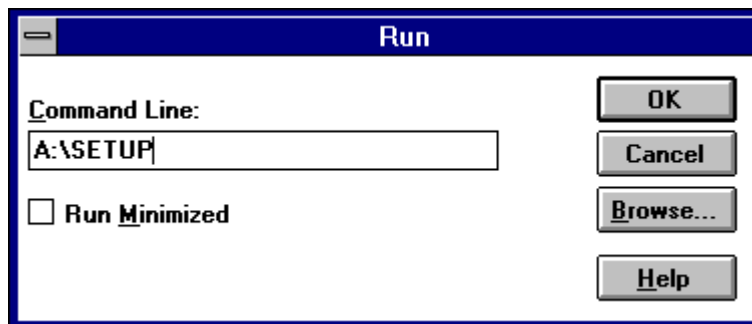 Run
Command Line:
A:\SETUP
Run Minimized
OK
Cancel
Browse...
Help